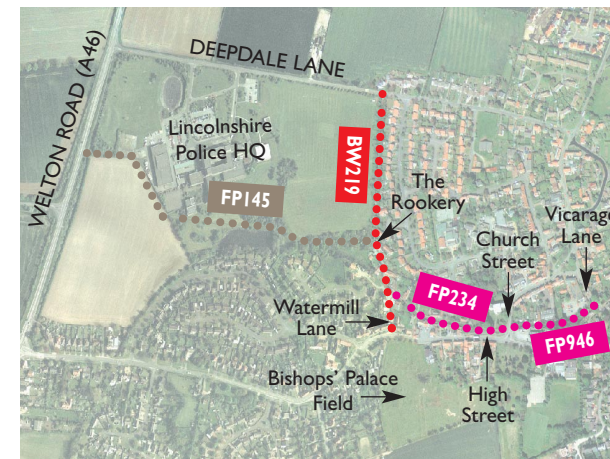 DEEPDALE LANE
WELTON ROAD (A46)
Lincolnshire
Police HQ
BW219
FP145
The
Rookery
Vicarage
Lane
Church
Street
FP234
Watermill
Lane
FP946
Bishops' Palace
Field
High
Street